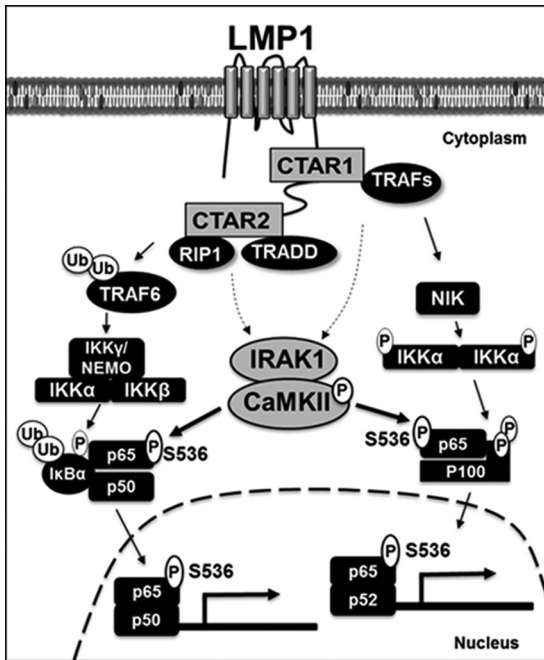 LMP1
Cytoplasm
CTAR1
TRAFs
CTAR2
RIP1
TRADD
Ub
Ub
TRAF6
NIK
IKKγ/
NEMO
IKKα
IKKβ
P
P
IKKα
IKKα
IRAK1
CaMKII
P
Ub
Ub
P
IκBα
p65
P
S536
p50
S536
P
p65
P
P
P100
P
S536
p65
p50
P
S536
p65
p52
Nucleus